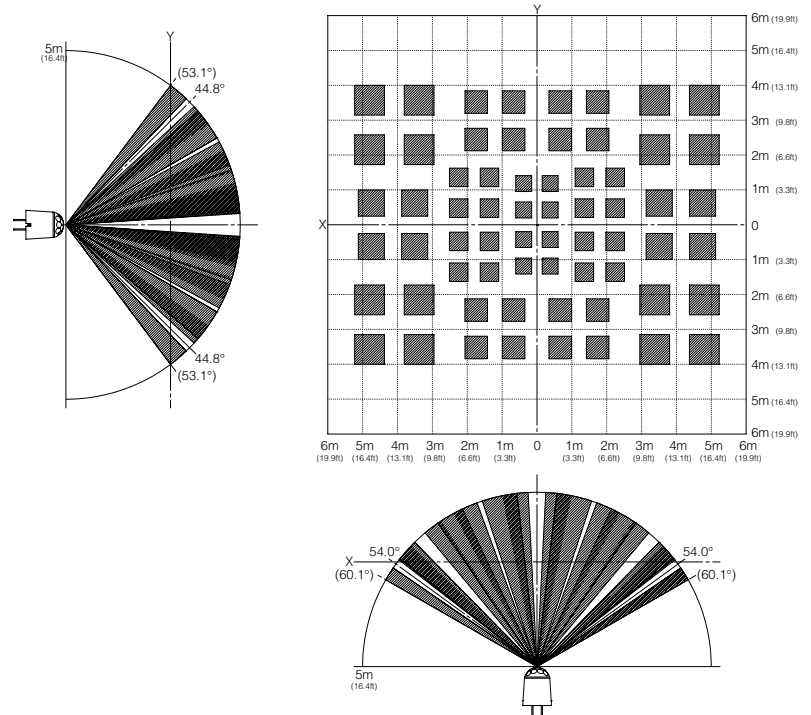 Y
5m
(16.4ft)
(53.1°)
44.8°
44.8°
(53.1°)
Y
6m (19.9ft)
5m (16.4ft)
4m (13.1ft)
3m (9.8ft)
2m (6.6ft)
1m (3.3ft)
X
0
1m (3.3ft)
2m (6.6ft)
3m (9.8ft)
4m (13.1ft)
5m (16.4ft)
6m (19.9ft)
6m 5m 4m 3m 2m 1m 0 1m 2m 3m 4m 5m 6m
(19.9ft) (16.4ft) (13.1ft) (9.8ft) (6.6ft) (3.3ft) (3.3ft) (6.6ft) (9.8ft) (13.1ft) (16.4ft) (19.9ft)
54.0° 54.0°
X
(60.1°) (60.1°)
5m
(16.4ft)